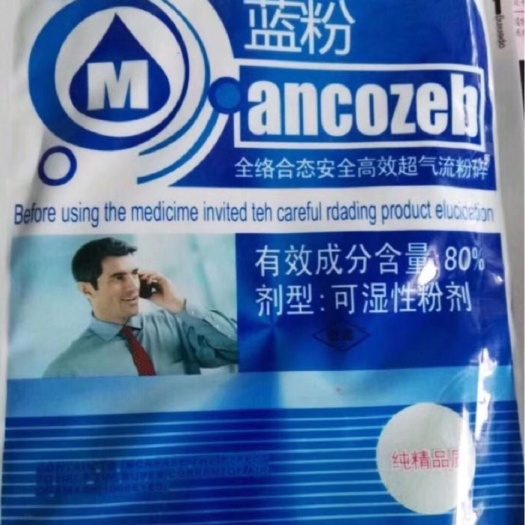 蓝粉
M
ancozeb
全络合态安全高效超气流粉碎
Before using the medicime invited teh careful rdading product elucidation
有效成分含量:80%
剂型:可湿性粉剂
纯精品原